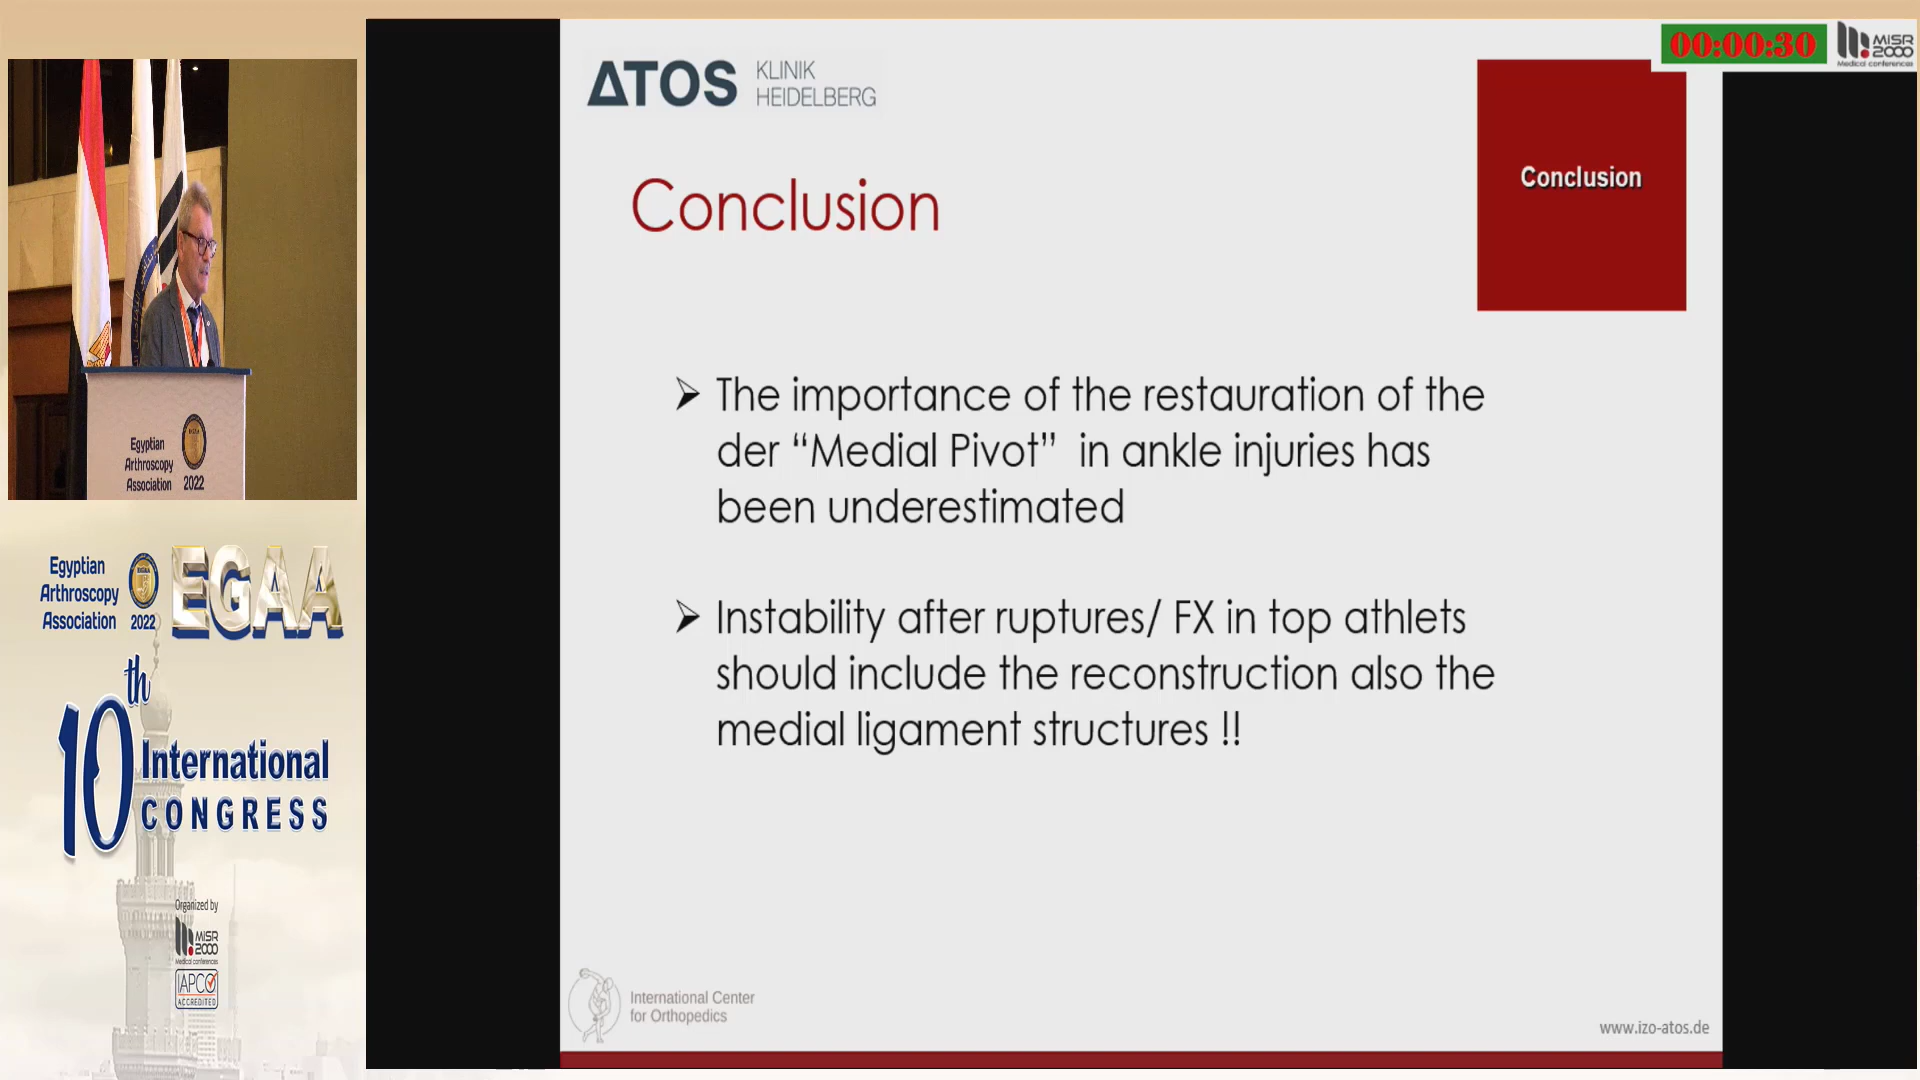 00:00:30
MISR
2000
Medical conferences
ATOS
KLINIK
HEIDELBERG
Conclusion
Conclusion
➢ The importance of the restauration of the
der “Medial Pivot” in ankle injuries has
been underestimated
➢ Instability after ruptures/ FX in top athlets
should include the reconstruction also the
medial ligament structures !!
International Center
for Orthopedics
www.izo-atos.de
Egyptian
Arthroscopy
Association 2022
Egyptian
Arthroscopy
Association
2022
EGAA
10th
International
CONGRESS
Organized by
MISR
2000
Medical conferences
IAPCO
ACCREDITED